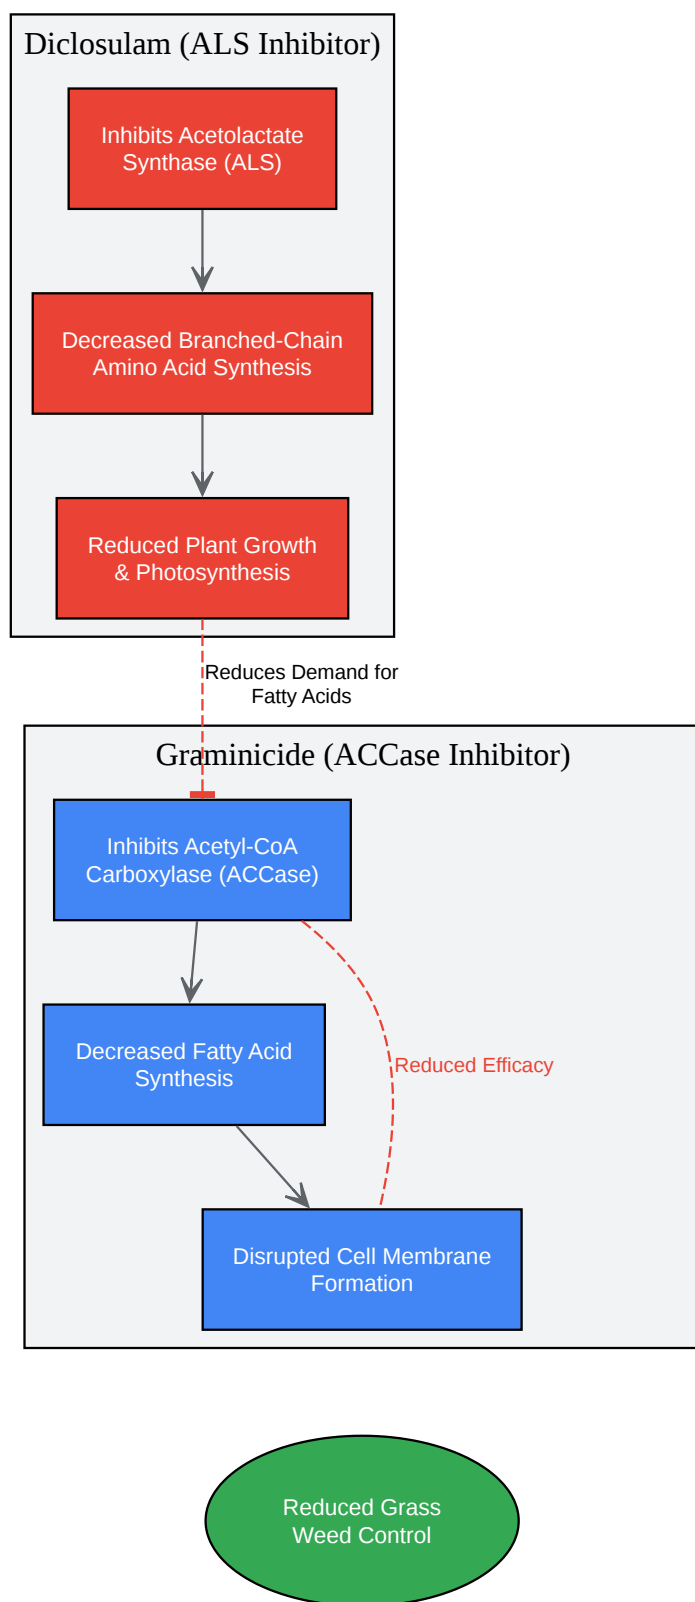 Diclosulam (ALS Inhibitor)
Inhibits Acetolactate
Synthase (ALS)
Decreased Branched-Chain
Amino Acid Synthesis
Reduced Plant Growth
& Photosynthesis
Reduces Demand for
Fatty Acids
Graminicide (ACCase Inhibitor)
Inhibits Acetyl-CoA
Carboxylase (ACCase)
Decreased Fatty Acid
Synthesis
Reduced Efficacy
Disrupted Cell Membrane
Formation
Reduced Grass
Weed Control